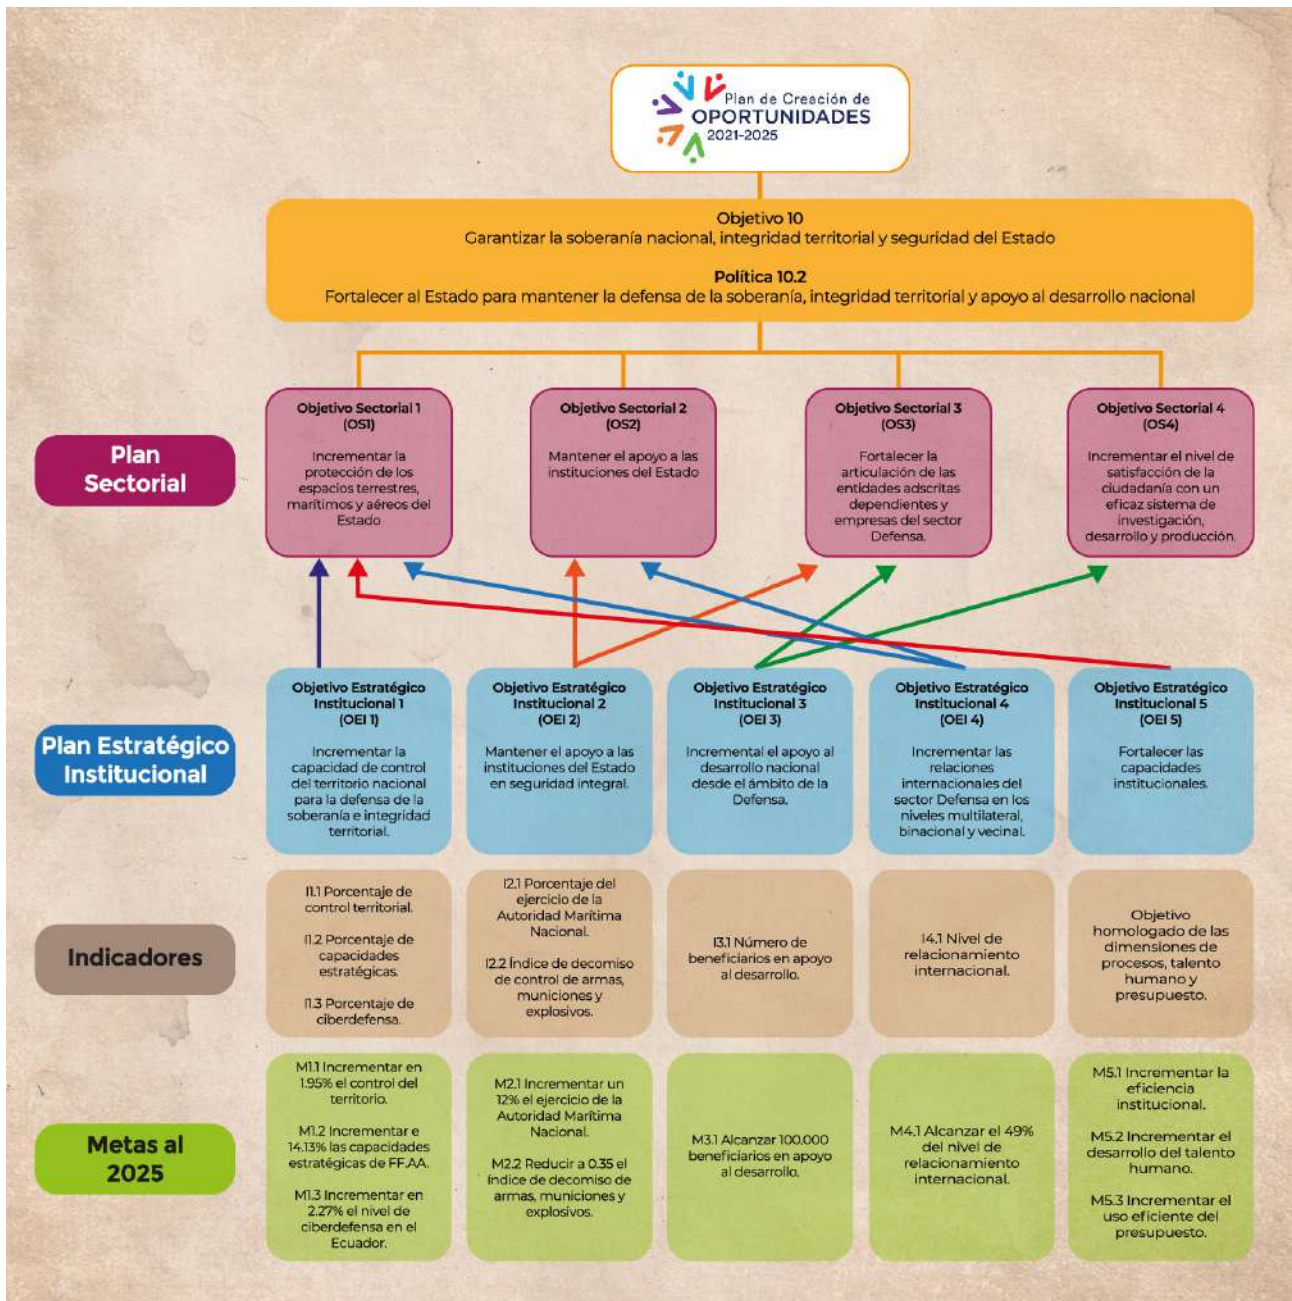 Plan de Creación de
OPORTUNIDADES
2021-2025
Objetivo 10
Garantizar la soberanía nacional, integridad territorial y seguridad del Estado
Política 10.2
Fortalecer al Estado para mantener la defensa de la soberanía, integridad territorial y apoyo al desarrollo nacional
Plan
Sectorial
Objetivo Sectorial 1
(OS1)
Incrementar la
protección de los
espacios terrestres,
marítimos y aéreos del
Estado
Objetivo Sectorial 2
(OS2)
Mantener el apoyo a las
instituciones del Estado
Objetivo Sectorial 3
(OS3)
Fortalecer la
articulación de las
entidades adscritas
dependientes y
empresas del sector
Defensa.
Objetivo Sectorial 4
(OS4)
Incrementar el nivel de
satisfacción de la
ciudadanía con un
eficaz sistema de
investigación,
desarrollo y producción.
Plan Estratégico
Institucional
Objetivo Estratégico
Institucional 1
(OEI 1)
Incrementar la
capacidad de control
del territorio nacional
para la defensa de la
soberanía e integridad
territorial.
Objetivo Estratégico
Institucional 2
(OEI 2)
Mantener el apoyo a las
instituciones del Estado
en seguridad integral.
Objetivo Estratégico
Institucional 3
(OEI 3)
Incremental el apoyo al
desarrollo nacional
desde el ámbito de la
Defensa.
Objetivo Estratégico
Institucional 4
(OEI 4)
Incrementar las
relaciones
internacionales del
sector Defensa en los
niveles multilateral,
binacional y vecinal.
Objetivo Estratégico
Institucional 5
(OEI 5)
Fortalecer las
capacidades
institucionales.
Indicadores
I1.1 Porcentaje de
control territorial.
I1.2 Porcentaje de
capacidades
estratégicas.
I1.3 Porcentaje de
ciberdefensa.
I2.1 Porcentaje del
ejercicio de la
Autoridad Marítima
Nacional.
I2.2 Índice de decomiso
de control de armas,
municiones y
explosivos.
I3.1 Número de
beneficiarios en apoyo
al desarrollo.
I4.1 Nivel de
relacionamiento
internacional.
Objetivo
homologado de las
dimensiones de
procesos, talento
humano y
presupuesto.
Metas al
2025
M1.1 Incrementar en
1.95% el control del
territorio.
M1.2 Incrementar e
14.13% las capacidades
estratégicas de FF.AA.
M1.3 Incrementar en
2.27% el nivel de
ciberdefensa en el
Ecuador.
M2.1 Incrementar un
12% el ejercicio de la
Autoridad Marítima
Nacional.
M2.2 Reducir a 0.35 el
índice de decomiso de
armas, municiones y
explosivos.
M3.1 Alcanzar 100.000
beneficiarios en apoyo
al desarrollo.
M4.1 Alcanzar el 49%
del nivel de
relacionamiento
internacional.
M5.1 Incrementar la
eficiencia
institucional.
M5.2 Incrementar el
desarrollo del talento
humano.
M5.3 Incrementar el
uso eficiente del
presupuesto.